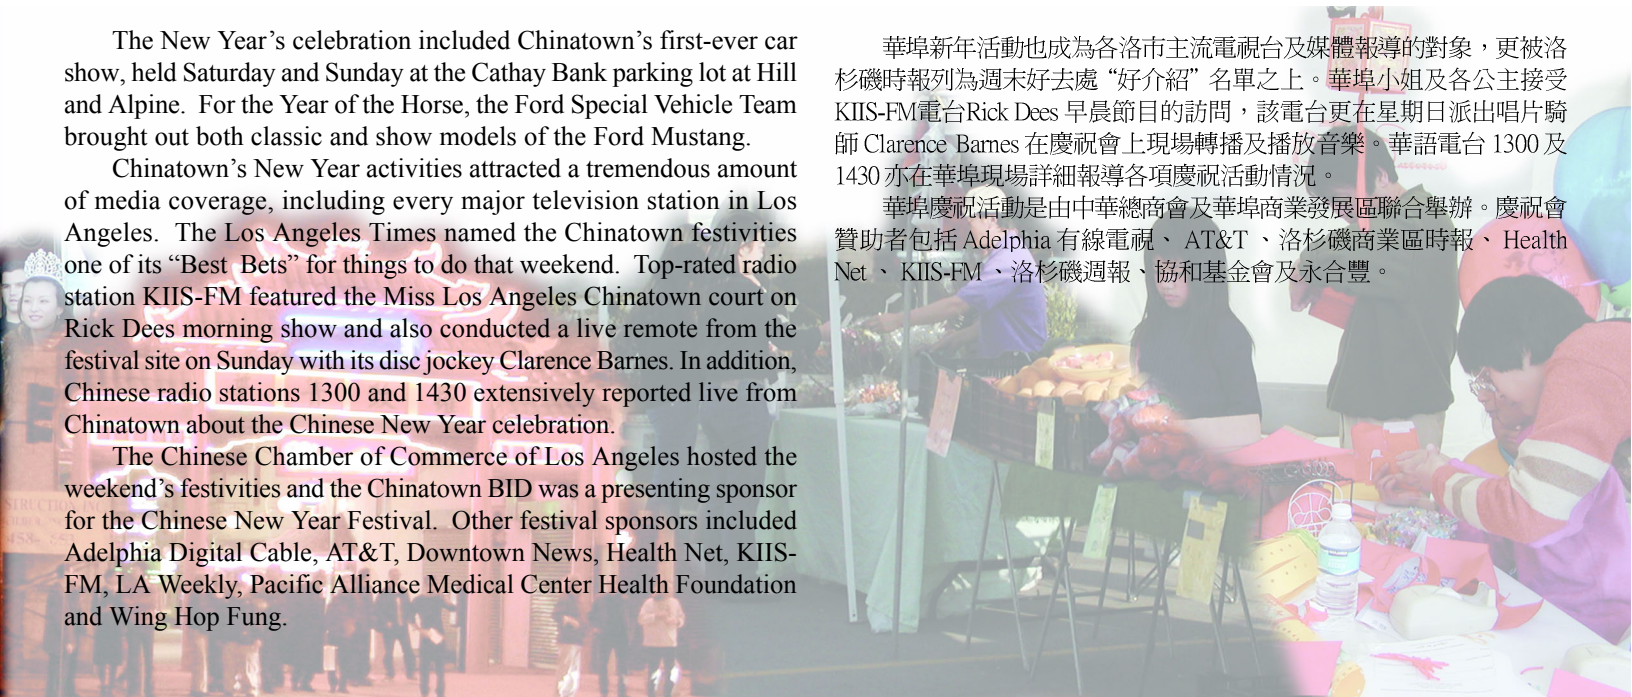 The New Year’s celebration included Chinatown’s first-ever car
show, held Saturday and Sunday at the Cathay Bank parking lot at Hill
and Alpine.  For the Year of the Horse, the Ford Special Vehicle Team
brought out both classic and show models of the Ford Mustang.
Chinatown’s New Year activities attracted a tremendous amount
of media coverage, including every major television station in Los
Angeles.  The Los Angeles Times named the Chinatown festivities
one of its “Best  Bets” for things to do that weekend.  Top-rated radio
station KIIS-FM featured the Miss Los Angeles Chinatown court on
Rick Dees morning show and also conducted a live remote from the
festival site on Sunday with its disc jockey Clarence Barnes. In addition,
Chinese radio stations 1300 and 1430 extensively reported live from
Chinatown about the Chinese New Year celebration.
The Chinese Chamber of Commerce of Los Angeles hosted the
weekend’s festivities and the Chinatown BID was a presenting sponsor
for the Chinese New Year Festival.  Other festival sponsors included
Adelphia Digital Cable, AT&T, Downtown News, Health Net, KIIS-
FM, LA Weekly, Pacific Alliance Medical Center Health Foundation
and Wing Hop Fung.
華埠新年活動也成為各洛市主流電視台及媒體報導的對象，更被洛
杉磯時報列為週末好去處“好介紹”名單之上。華埠小姐及各公主接受
KIIS-FM電台Rick Dees 早晨節目的訪問，該電台更在星期日派出唱片騎
師 Clarence  Barnes 在慶祝會上現場轉播及播放音樂。華語電台 1300 及
1430 亦在華埠現場詳細報導各項慶祝活動情況。
華埠慶祝活動是由中華總商會及華埠商業發展區聯合舉辦。慶祝會
贊助者包括 Adelphia 有線電視、 AT&T 、洛杉磯商業區時報、 Health
Net 、 KIIS-FM 、洛杉磯週報、協和基金會及永合豐。